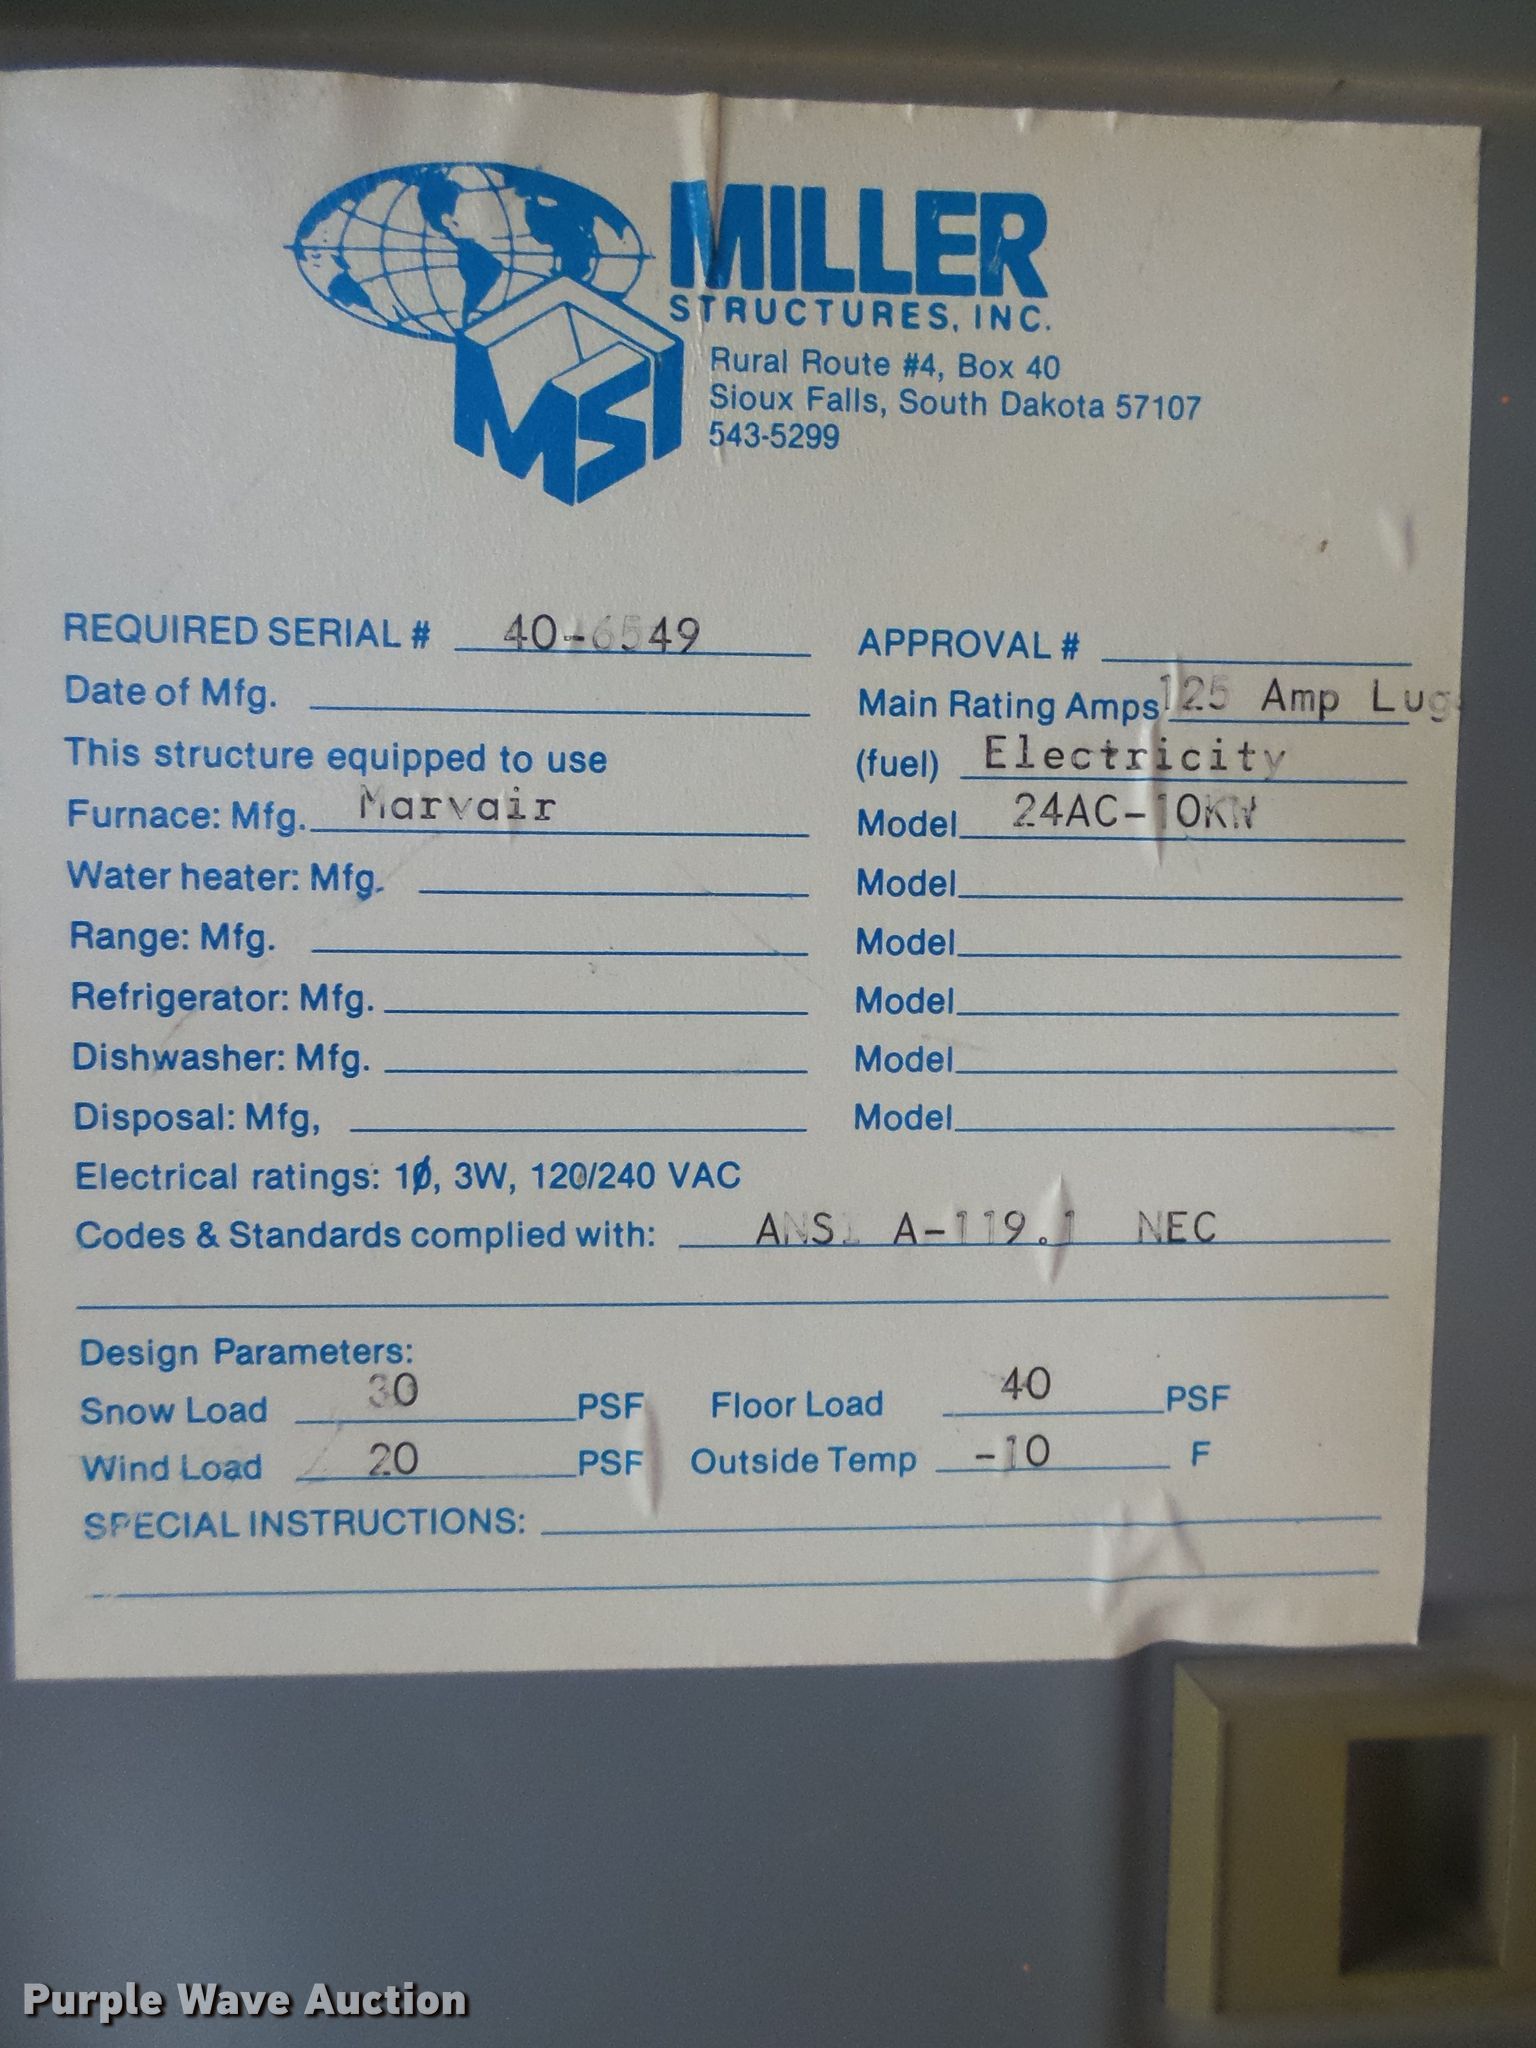 MILLER
STRUCTURES, INC.
MSI
Rural Route #4, Box 40
Sioux Falls, South Dakota 57107
543-5299
REQUIRED SERIAL # 40-6549 APPROVAL #
Date of Mfg. Main Rating Amps 125 Amp Lug
This structure equipped to use (fuel) Electricity
Furnace: Mfg. Marvair Model 24AC-10KW
Water heater: Mfg. Model
Range: Mfg. Model
Refrigerator: Mfg. Model
Dishwasher: Mfg. Model
Disposal: Mfg, Model
Electrical ratings: 1Ø, 3W, 120/240 VAC
Codes & Standards complied with: ANSI A-119.1 NEC
Design Parameters:
Snow Load 30 PSF Floor Load 40 PSF
Wind Load 20 PSF Outside Temp -10 F
SPECIAL INSTRUCTIONS:
Purple Wave Auction